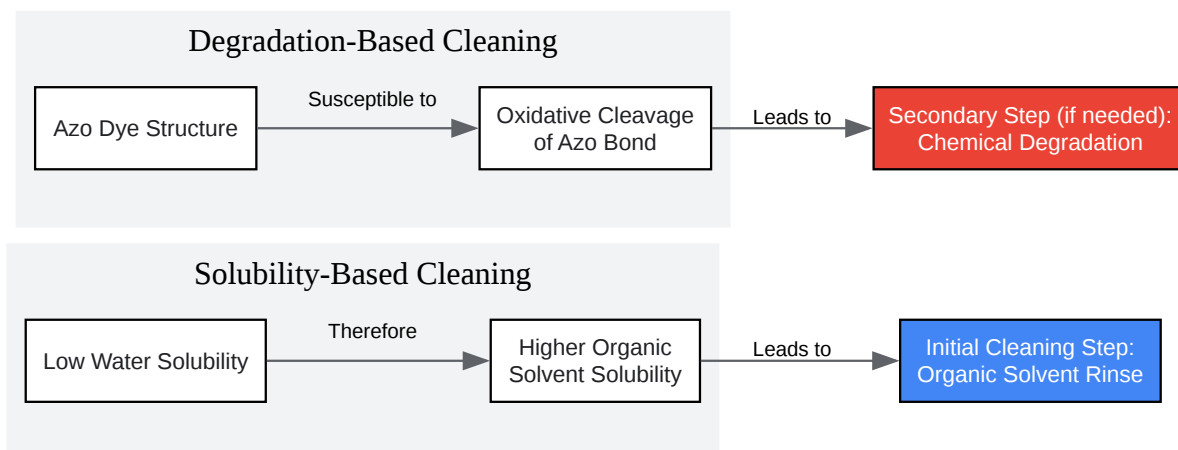 Degradation-Based Cleaning
Azo Dye Structure
Susceptible to
Oxidative Cleavage
of Azo Bond
Leads to
Secondary Step (if needed):
Chemical Degradation
Solubility-Based Cleaning
Low Water Solubility
Therefore
Higher Organic
Solvent Solubility
Leads to
Initial Cleaning Step:
Organic Solvent Rinse